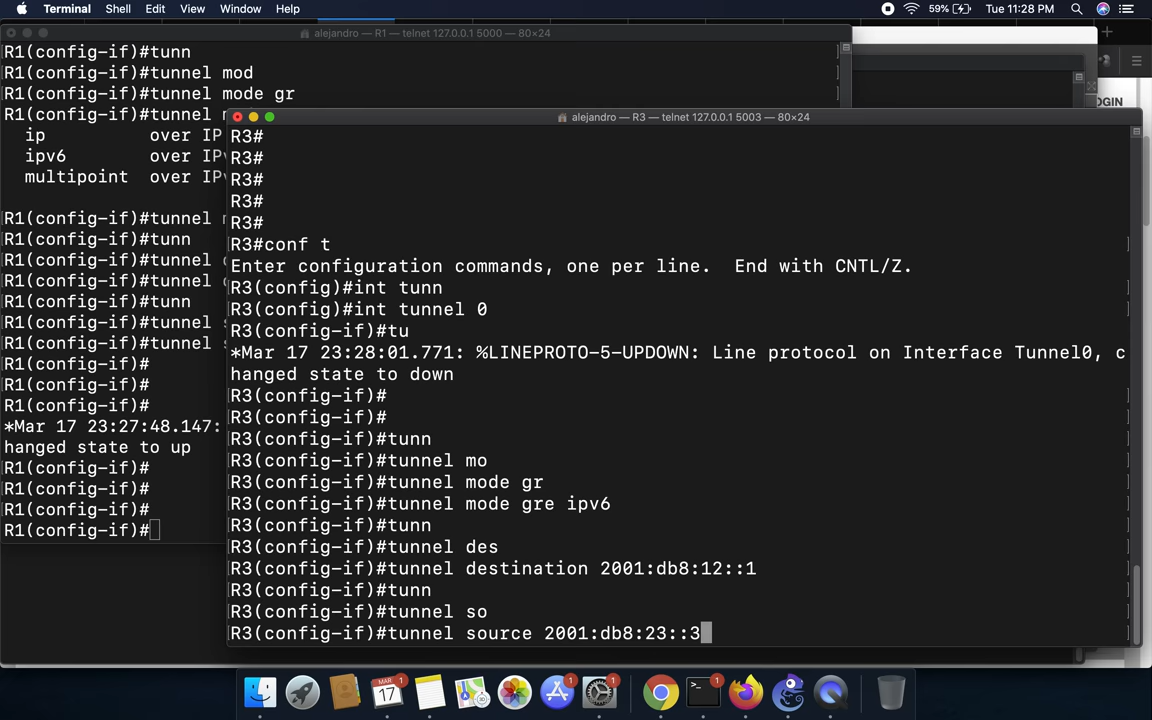 Terminal Shell Edit View Window Help 59% Tue 11:28 PM
alejandro — R1 — telnet 127.0.0.1 5000 — 80×24
R1(config-if)#tunn
R1(config-if)#tunnel mod
R1(config-if)#tunnel mode gr
R1(config-if)#tunnel
ip over IP
ipv6 over IP
multipoint over IP
R1(config-if)#tunnel
R1(config-if)#tunn
R1(config-if)#tunnel
R1(config-if)#tunnel
R1(config-if)#tunn
R1(config-if)#tunnel
R1(config-if)#tunnel
R1(config-if)#
R1(config-if)#
R1(config-if)#
*Mar 17 23:27:48.147:
hanged state to up
R1(config-if)#
R1(config-if)#
R1(config-if)#
R1(config-if)#
OGIN
alejandro — R3 — telnet 127.0.0.1 5003 — 80×24
R3#
R3#
R3#
R3#
R3#
R3#conf t
Enter configuration commands, one per line. End with CNTL/Z.
R3(config)#int tunn
R3(config)#int tunnel 0
R3(config-if)#tu
*Mar 17 23:28:01.771: %LINEPROTO-5-UPDOWN: Line protocol on Interface Tunnel0, c
hanged state to down
R3(config-if)#
R3(config-if)#
R3(config-if)#tunn
R3(config-if)#tunnel mo
R3(config-if)#tunnel mode gr
R3(config-if)#tunnel mode gre ipv6
R3(config-if)#tunn
R3(config-if)#tunnel des
R3(config-if)#tunnel destination 2001:db8:12::1
R3(config-if)#tunn
R3(config-if)#tunnel so
R3(config-if)#tunnel source 2001:db8:23::3
MAR
17
1
1
1
1